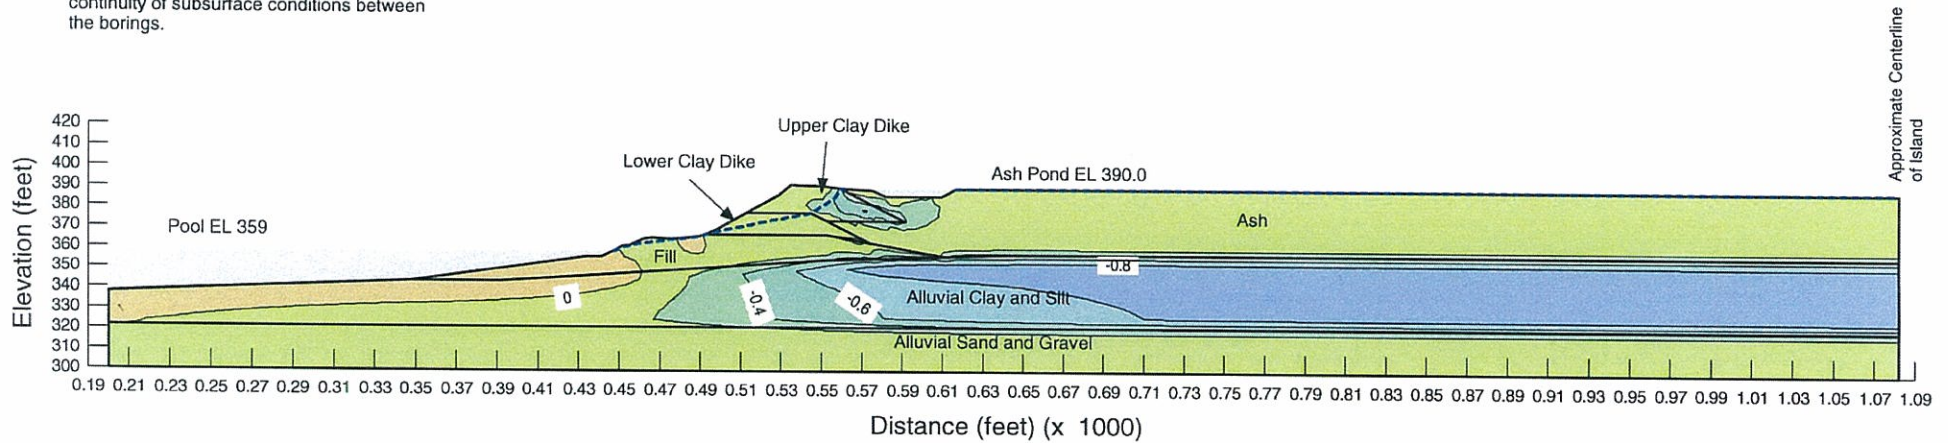 continuity of subsurface conditions between
the borings.
Approximate Centerline
of Island
Upper Clay Dike
Lower Clay Dike
Ash Pond EL 390.0
Pool EL 359
Ash
Fill
-0.8
0
-0.4
-0.6
Alluvial Clay and Silt
Alluvial Sand and Gravel
Elevation (feet)
420
410
400
390
380
370
360
350
340
330
320
310
300
0.19 0.21 0.23 0.25 0.27 0.29 0.31 0.33 0.35 0.37 0.39 0.41 0.43 0.45 0.47 0.49 0.51 0.53 0.55 0.57 0.59 0.61 0.63 0.65 0.67 0.69 0.71 0.73 0.75 0.77 0.79 0.81 0.83 0.85 0.87 0.89 0.91 0.93 0.95 0.97 0.99 1.01 1.03 1.05 1.07 1.09
Distance (feet) (x 1000)